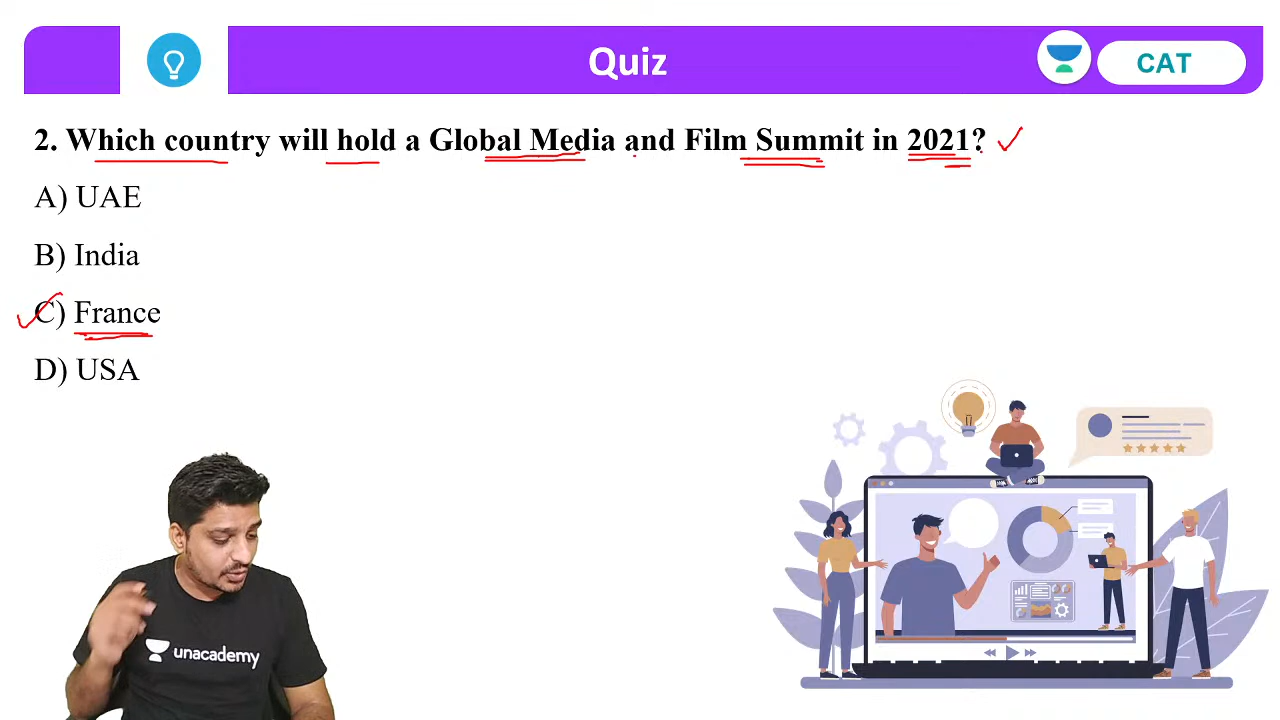 Quiz
CAT
2. Which country will hold a Global Media and Film Summit in 2021?
A) UAE
B) India
C) France
D) USA
unacademy